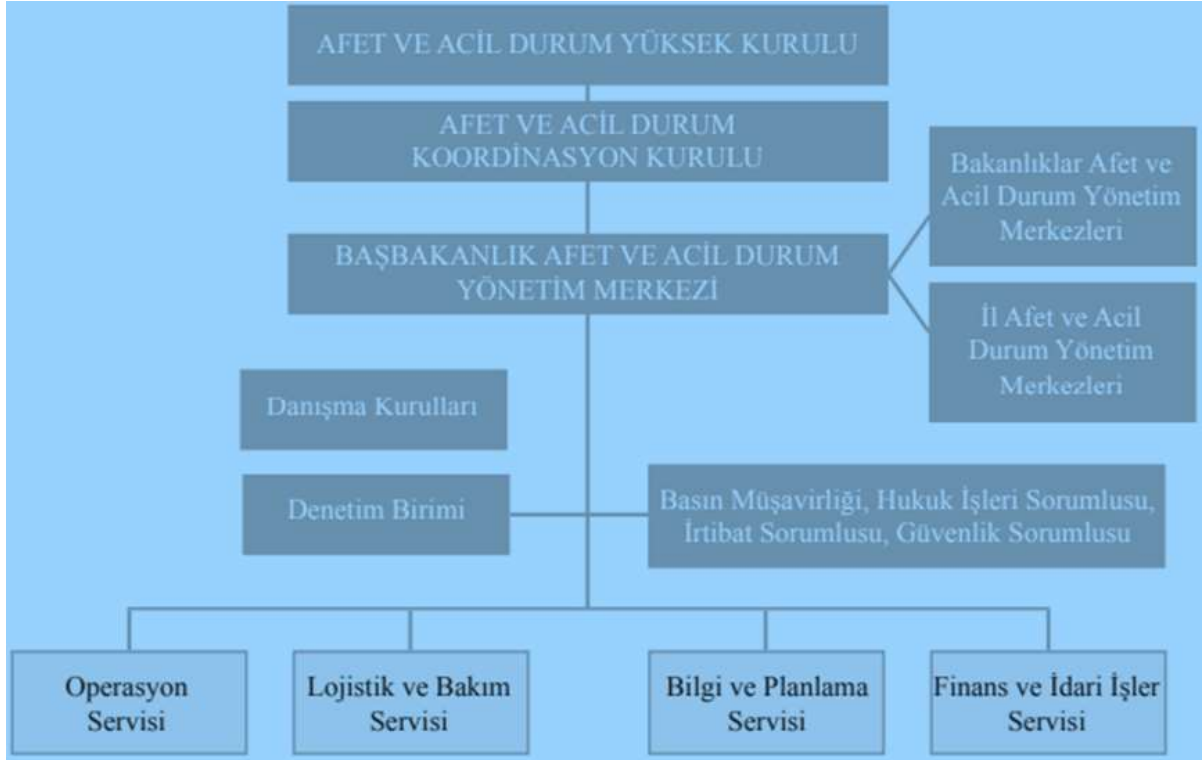 AFET VE ACİL DURUM YÜKSEK KURULU
AFET VE ACİL DURUM
KOORDİNASYON KURULU
BAŞBAKANLIK AFET VE ACİL DURUM
YÖNETİM MERKEZİ
Bakanlıklar Afet ve
Acil Durum Yönetim
Merkezleri
İl Afet ve Acil
Durum Yönetim
Merkezleri
Danışma Kurulları
Denetim Birimi
Basın Müşavirliği, Hukuk İşleri Sorumlusu,
İrtibat Sorumlusu, Güvenlik Sorumlusu
Operasyon
Servisi
Lojistik ve Bakım
Servisi
Bilgi ve Planlama
Servisi
Finans ve İdari İşler
Servisi